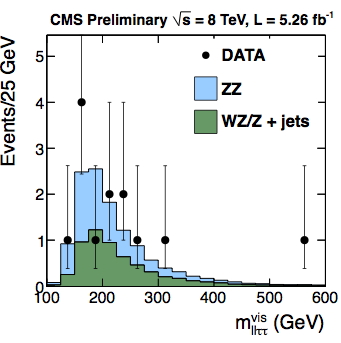 CMS Preliminary √s = 8 TeV, L = 5.26 fb⁻¹
Events/25 GeV
5
4
3
2
1
0
DATA
ZZ
WZ/Z + jets
100 200 300 400 500 600
m^vis_llττ (GeV)